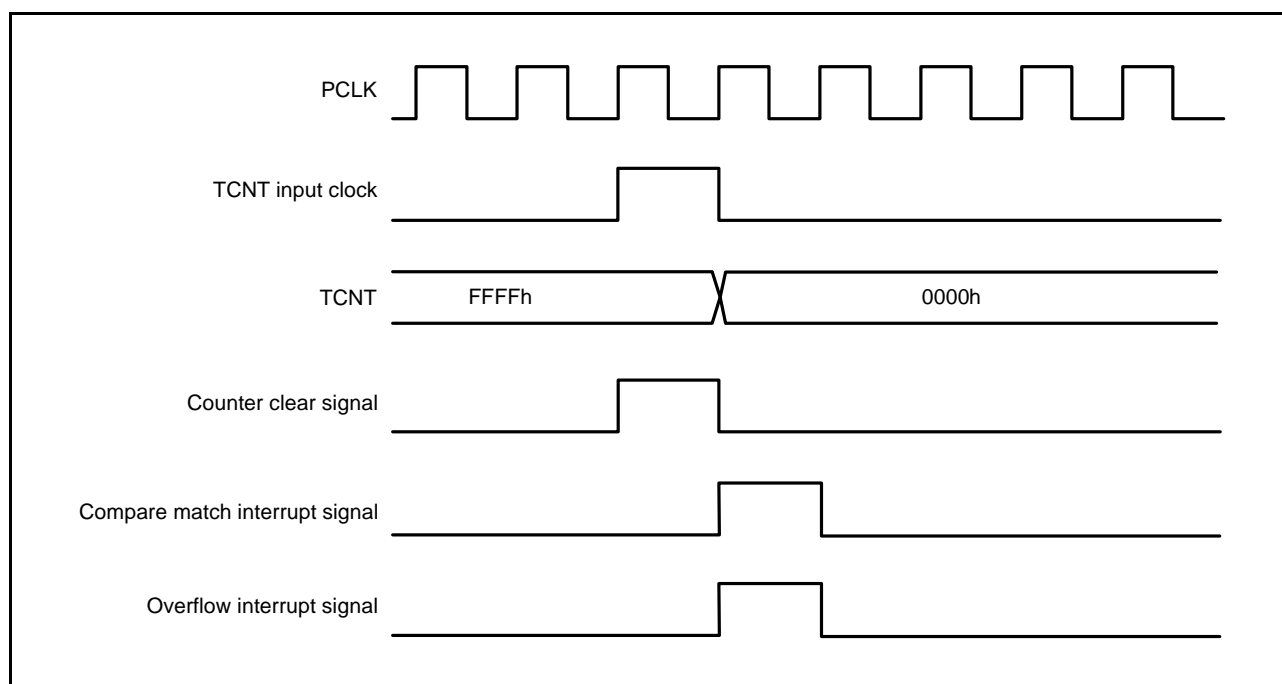 PCLK
TCNT input clock
TCNT
FFFFh
0000h
Counter clear signal
Compare match interrupt signal
Overflow interrupt signal